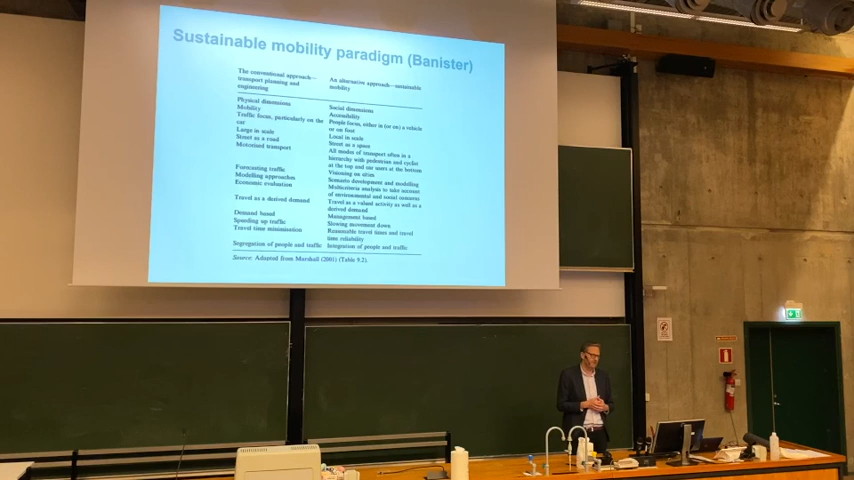 Sustainable mobility paradigm (Banister)
The conventional approach—
transport planning and
engineering
An alternative approach—sustainable
mobility
Physical dimensions
Social dimensions
Mobility
Accessibility
Traffic focus, particularly on the
car
People focus, either in (or on) a vehicle
or on foot
Large in scale
Local in scale
Street as a road
Street as a space
Motorised transport
All modes of transport often in a
hierarchy with pedestrian and cyclist
at the top and car users at the bottom
Forecasting traffic
Visioning on cities
Modelling approaches
Scenario development and modelling
Economic evaluation
Multicriteria analysis to take account
of environmental and social concerns
Travel as a derived demand
Travel as a valued activity as well as a
derived demand
Demand based
Management based
Speeding up traffic
Slowing movement down
Travel time minimisation
Reasonable travel times and travel
time reliability
Segregation of people and traffic
Integration of people and traffic
Source: Adapted from Marshall (2001) (Table 9.2).